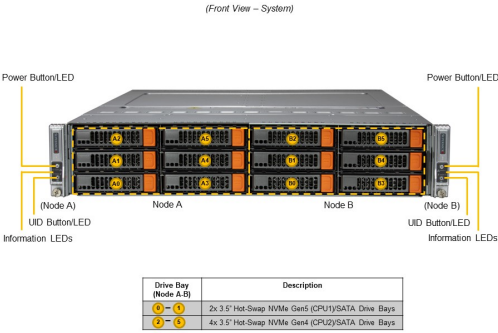 (Front View – System)
Power Button/LED
Power Button/LED
A2
A5
B2
B5
A1
A4
B1
B4
A0
A3
B0
B3
(Node A)
Node A
Node B
(Node B)
UID Button/LED
UID Button/LED
Information LEDs
Information LEDs
Drive Bay
(Node A-B)
Description
0 – 1
2x 3.5" Hot-Swap NVMe Gen5 (CPU1)/SATA Drive Bays
2 – 5
4x 3.5" Hot-Swap NVMe Gen4 (CPU2)/SATA Drive Bays